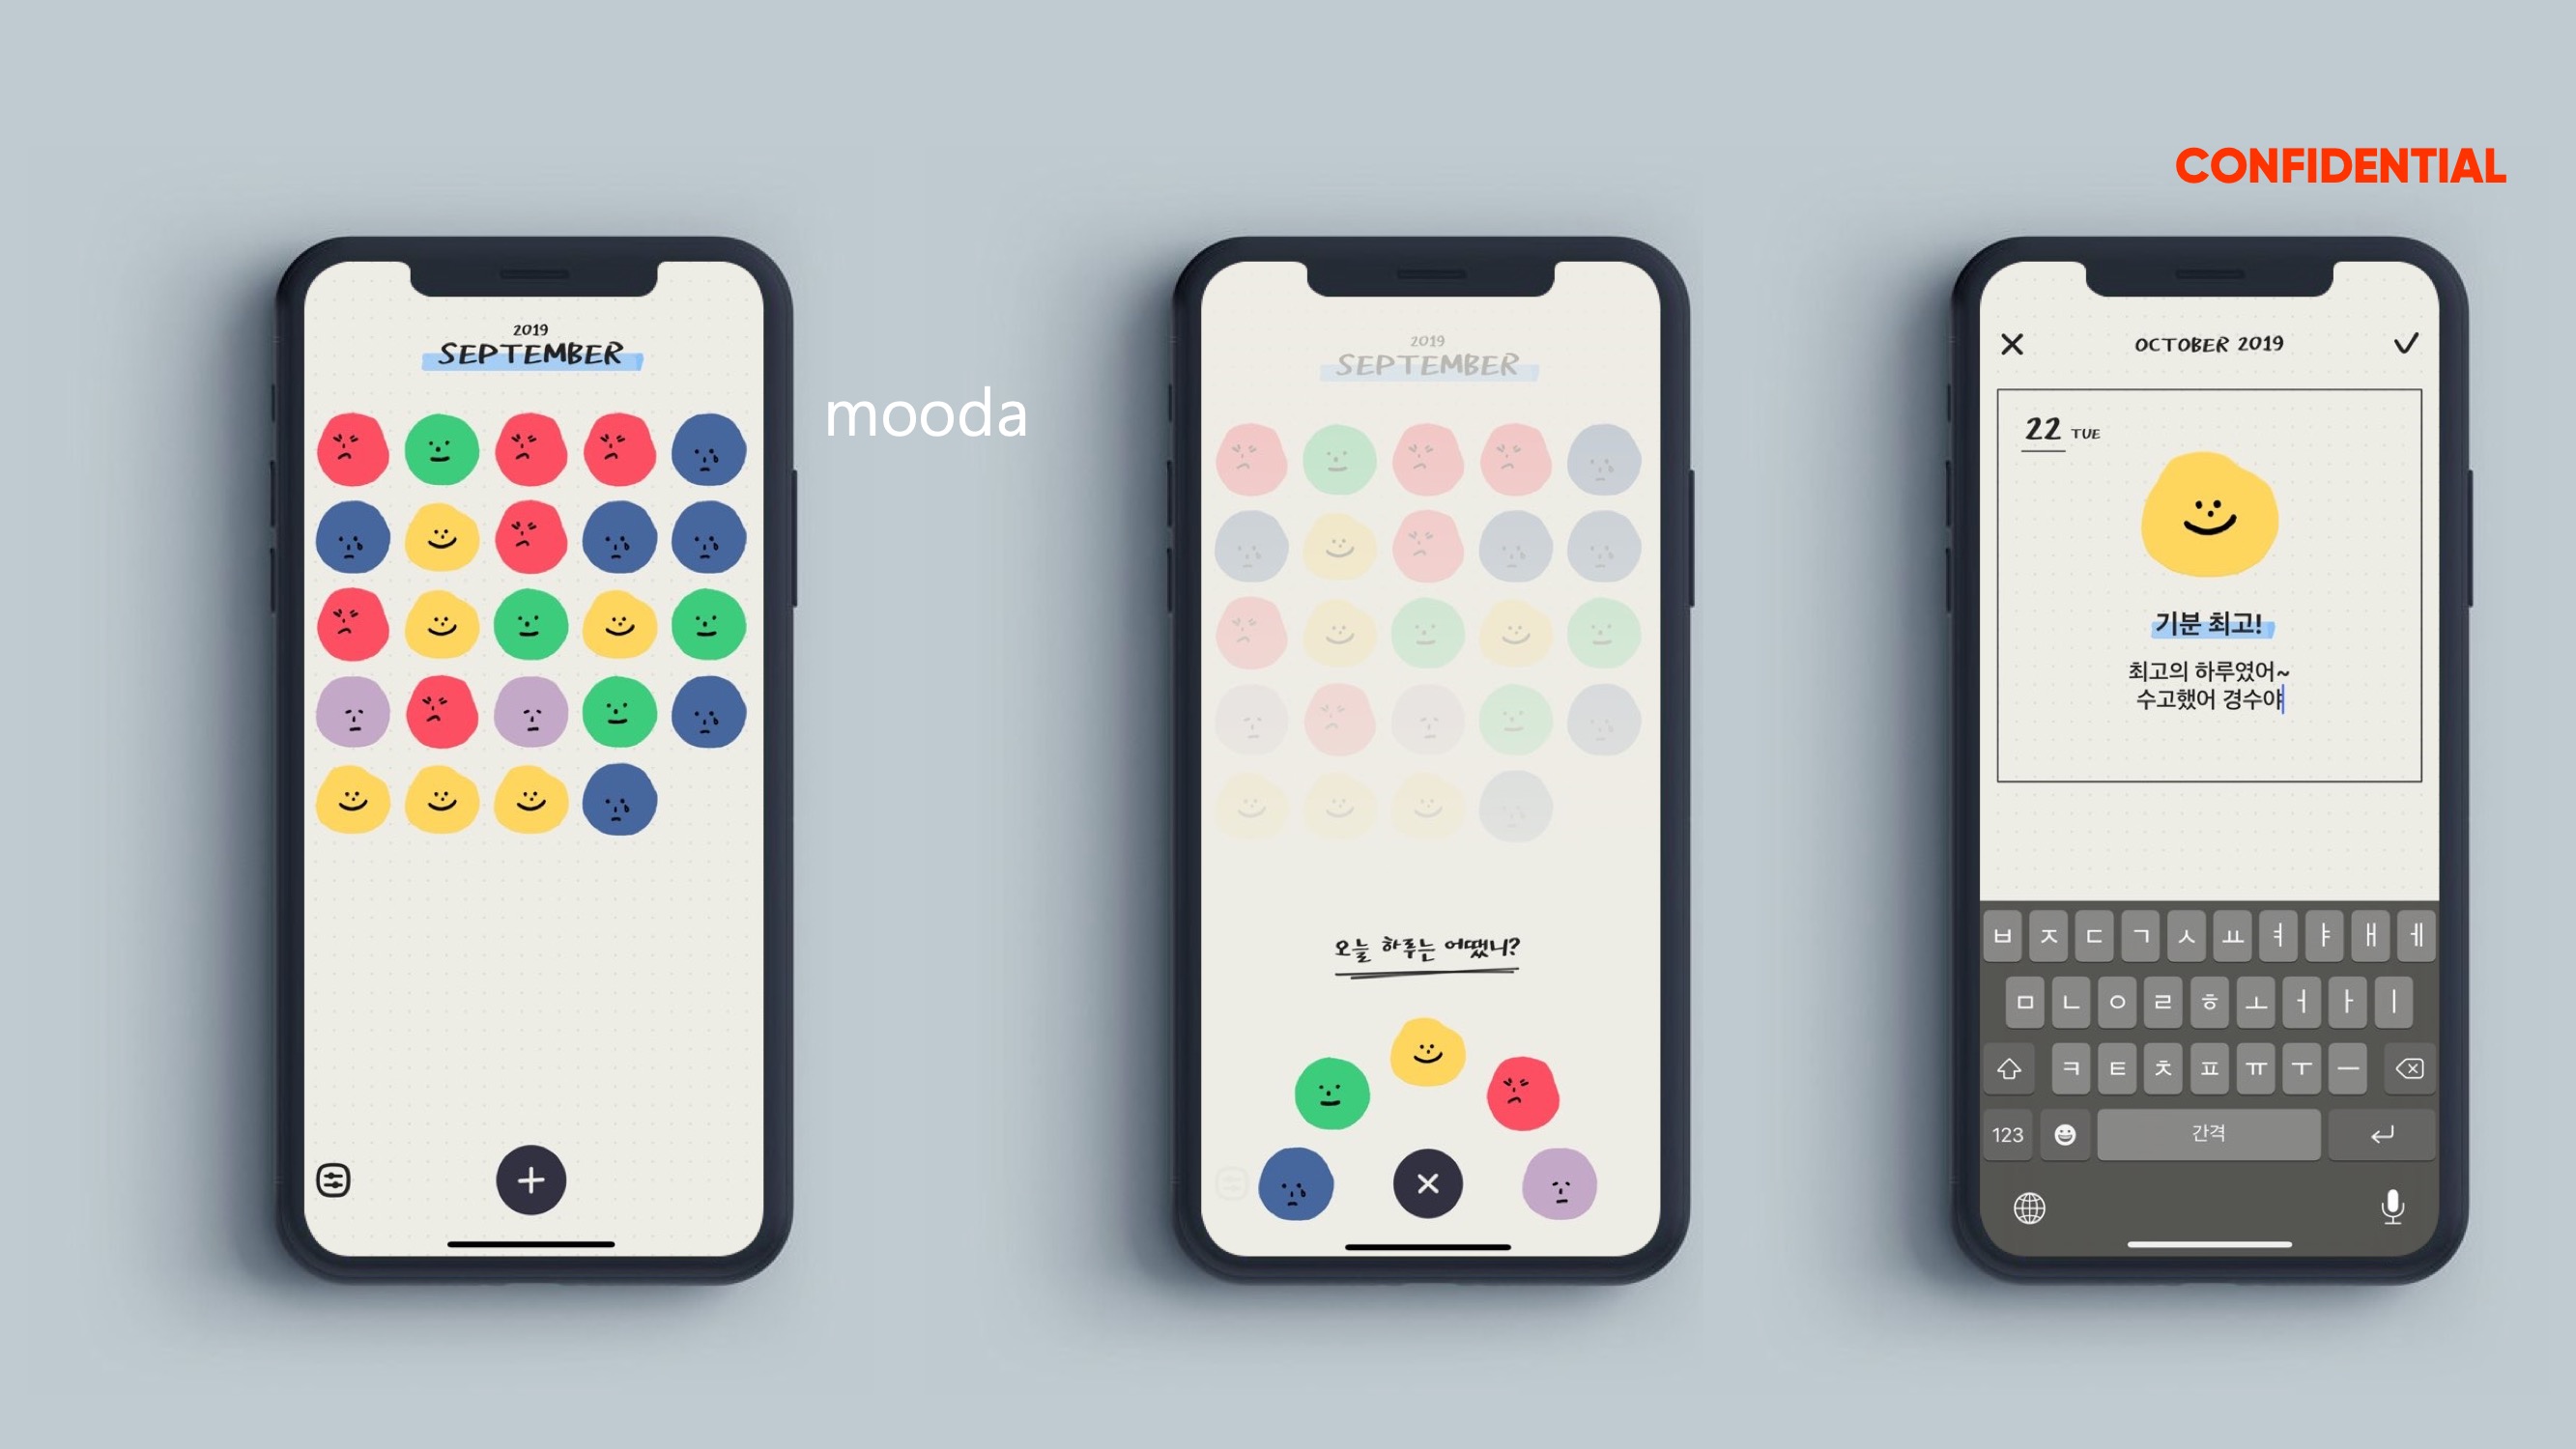 CONFIDENTIAL
mooda
2019
SEPTEMBER
2019
SEPTEMBER
오늘 하루는 어땠니?
OCTOBER 2019
22 TUE
기분 최고!
최고의 하루였어~
수고했어 경수야
ㅂ ㅈ ㄷ ㄱ ㅅ ㅛ ㅕ ㅑ ㅐ ㅔ
ㅁ ㄴ ㅇ ㄹ ㅎ ㅗ ㅓ ㅏ ㅣ
ㅋ ㅌ ㅊ ㅍ ㅠ ㅜ ㅡ
123 간격